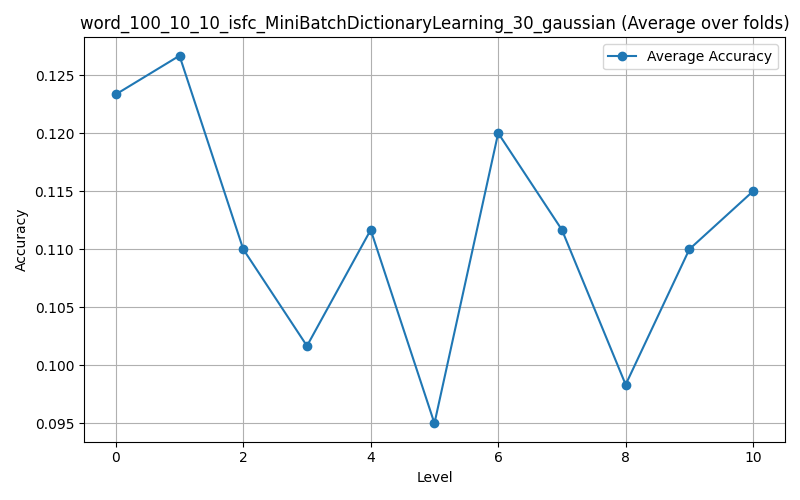 word_100_10_10_isfc_MiniBatchDictionaryLearning_30_gaussian (Average over folds)
Average Accuracy
0.125
0.120
0.115
0.110
0.105
0.100
0.095
Accuracy
0 2 4 6 8 10
Level